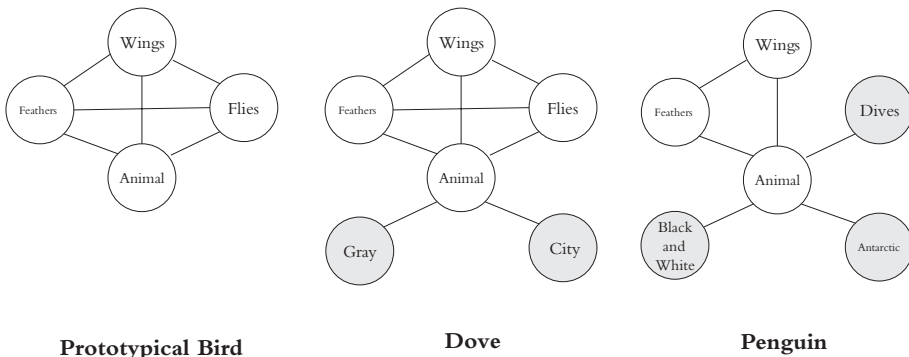 Wings
Feathers
Flies
Animal
Wings
Feathers
Flies
Animal
Gray
City
Wings
Feathers
Dives
Animal
Black
and
White
Antarctic
Prototypical Bird
Dove
Penguin